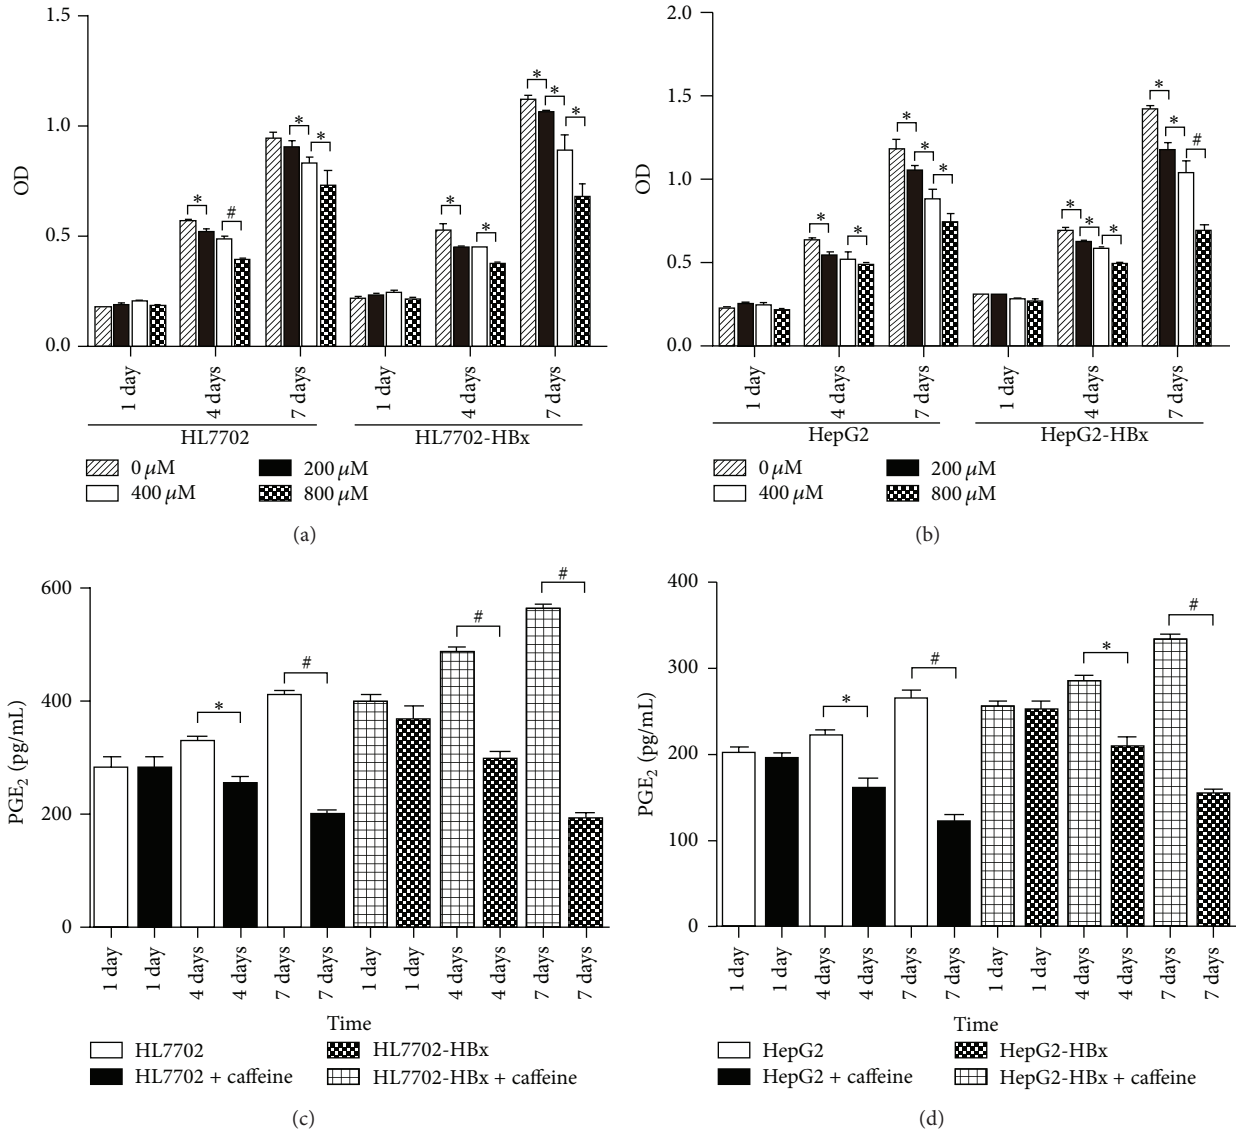 1.5
1.0
0.5
0.0
OD
* # * * * * * * *
1 day 4 days 7 days 1 day 4 days 7 days
HL7702 HL7702-HBx
0 μM 200 μM
400 μM 800 μM
(a)
2.0
1.5
1.0
0.5
0.0
OD
* * * * * * * * * * #
1 day 4 days 7 days 1 day 4 days 7 days
HepG2 HepG2-HBx
0 μM 200 μM
400 μM 800 μM
(b)
600
400
200
0
PGE2 (pg/mL)
* # # #
1 day 1 day 4 days 4 days 7 days 7 days 1 day 1 day 4 days 4 days 7 days 7 days
Time
HL7702 HL7702-HBx
HL7702 + caffeine HL7702-HBx + caffeine
(c)
400
300
200
100
0
PGE2 (pg/mL)
* # * #
1 day 1 day 4 days 4 days 7 days 7 days 1 day 1 day 4 days 4 days 7 days 7 days
Time
HepG2 HepG2-HBx
HepG2 + caffeine HepG2-HBx + caffeine
(d)